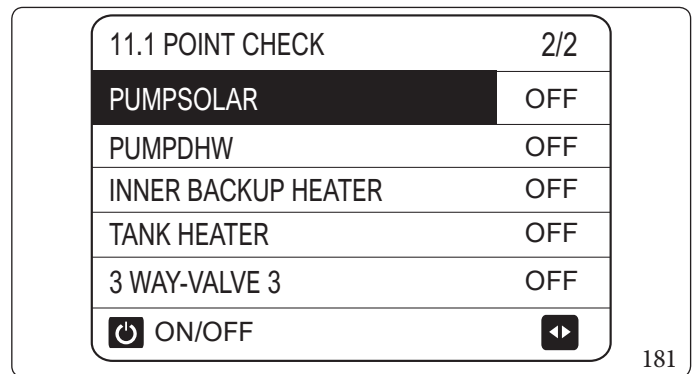 11.1 POINT CHECK 2/2
PUMPSOLAR OFF
PUMPDHW OFF
INNER BACKUP HEATER OFF
TANK HEATER OFF
3 WAY-VALVE 3 OFF
ON/OFF
181